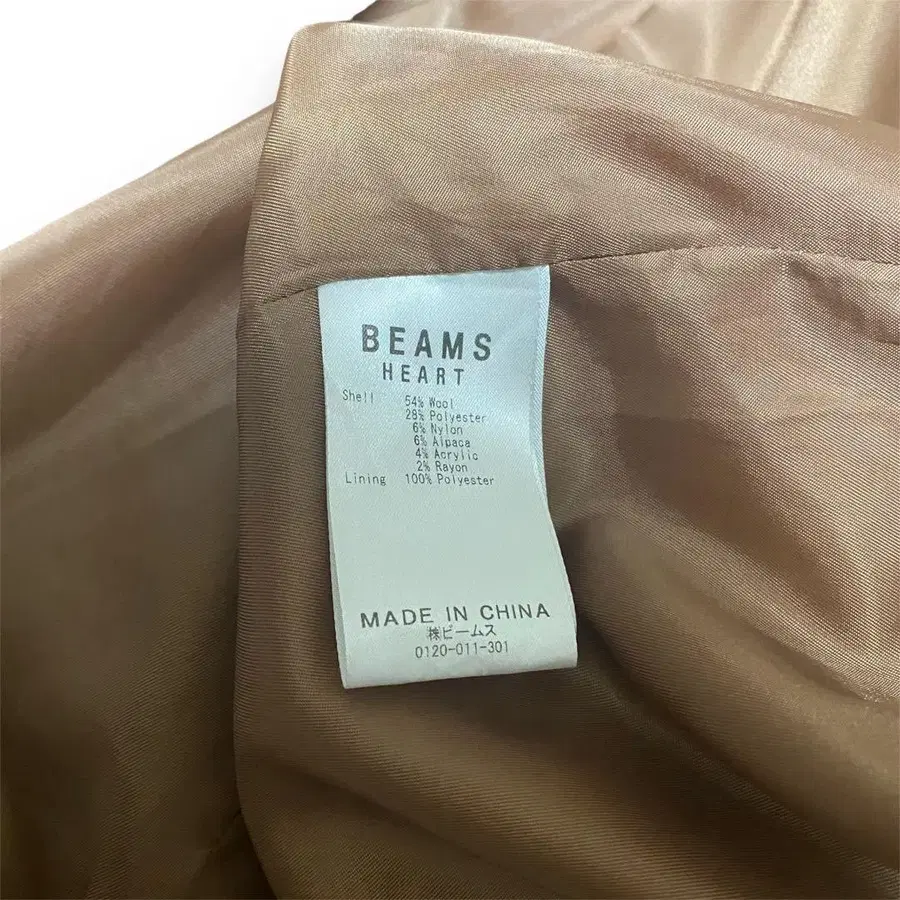 BEAMS
HEART
Shell 54% Wool
28% Polyester
6% Nylon
6% Alpaca
4% Acrylic
2% Rayon
Lining 100% Polyester
MADE IN CHINA
㈱ビームス
0120-011-301